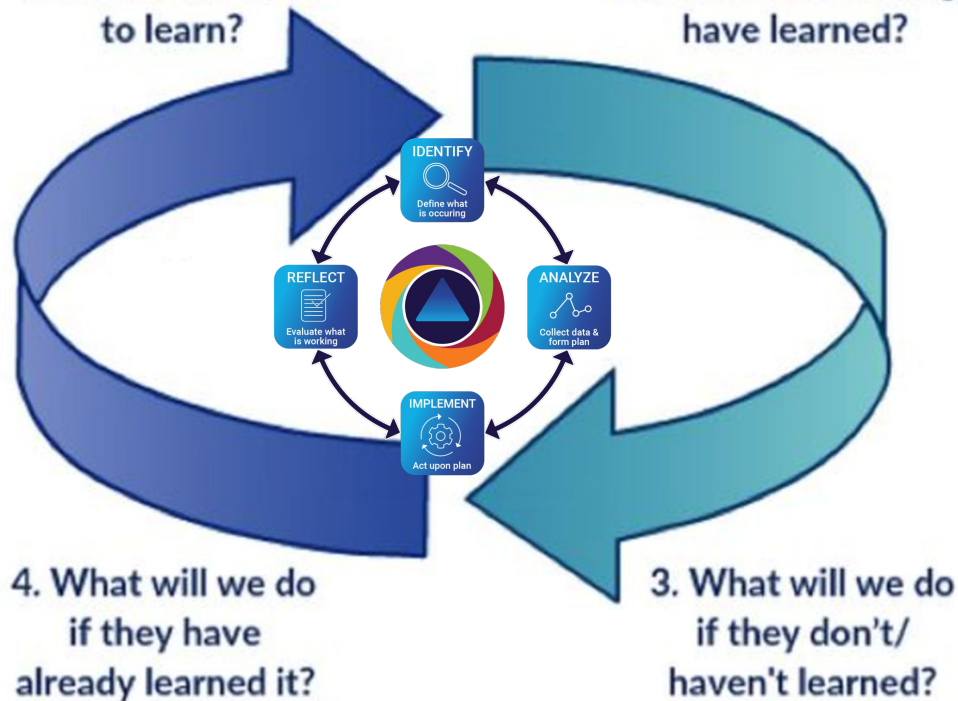 to learn?
have learned?
IDENTIFY
Define what
is occuring
REFLECT
Evaluate what
is working
ANALYZE
Collect data &
form plan
IMPLEMENT
Act upon plan
4. What will we do
if they have
already learned it?
3. What will we do
if they don't/
haven't learned?